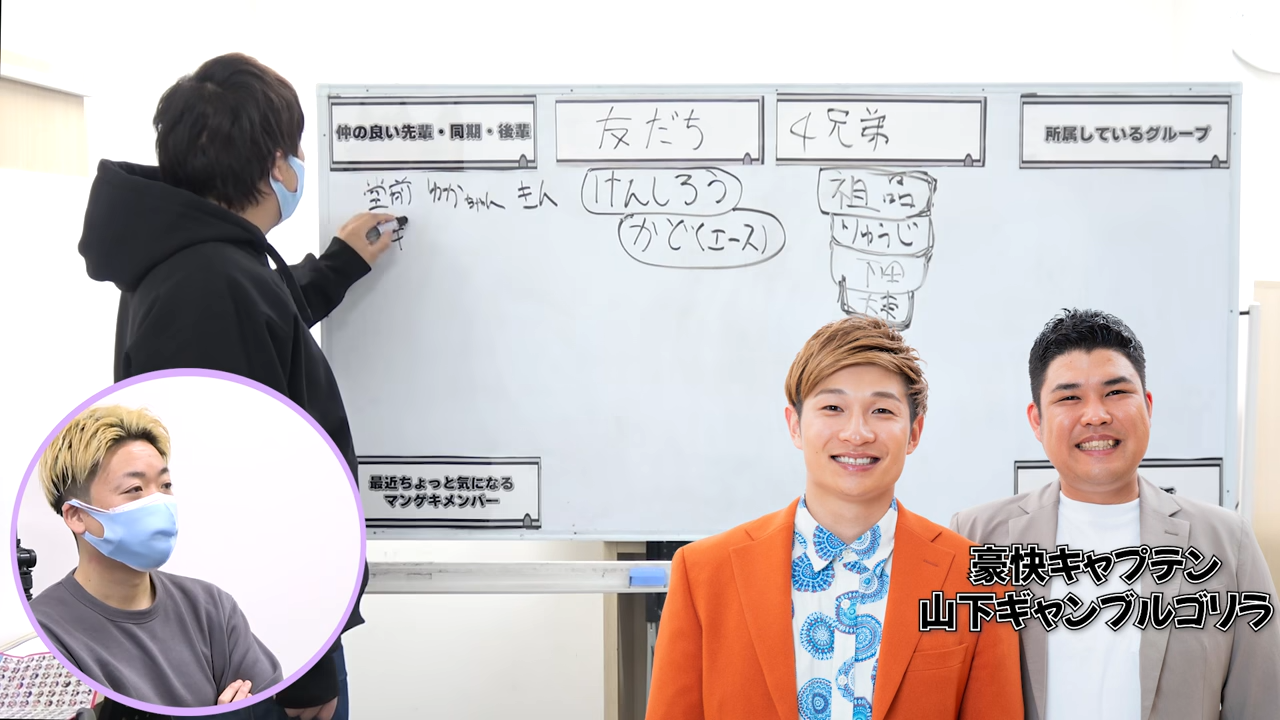 仲の良い先輩・同期・後輩
友だち
4兄弟
所属しているグループ
堂前 ゆかちゃん きん
キ
けんしろう
かど(エース)
祖品
りゅうじ
下田
大東
最近ちょっと気になる
マンゲキメンバー
豪快キャプテン
山下ギャンブルゴリラ